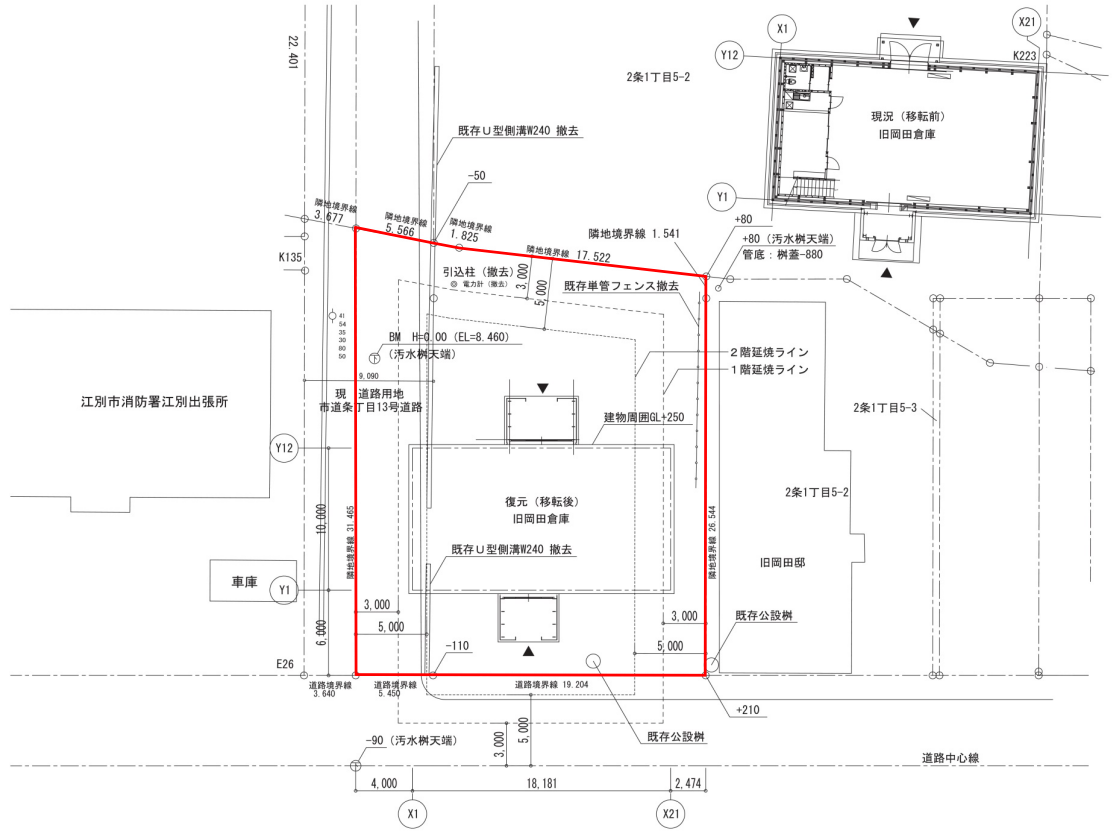 22.401
X1
X21
Y12
K223
2条1丁目5-2
現況（移転前）
旧岡田倉庫
既存Ｕ型側溝W240 撤去
-50
Y1
隣地境界線
3.677
隣地境界線
5.566
隣地境界線
1.825
隣地境界線
17.522
隣地境界線 1.541
+80
+80（汚水桝天端）
管底：桝蓋-880
K135
引込柱（撤去）
電力計（撤去）
3,000
5,000
既存単管フェンス撤去
41
54
35
30
80
50
BM H=0.00（EL=8.460）
（汚水桝天端）
２階延焼ライン
１階延焼ライン
9,090
現 道路用地
市道条丁目13号道路
江別市消防署江別出張所
建物周囲GL+250
2条1丁目5-3
Y12
復元（移転後）
旧岡田倉庫
2条1丁目5-2
10,000
隣地境界線 31.465
隣地境界線 26.544
既存Ｕ型側溝W240 撤去
旧岡田邸
車庫
Y1
3,000
3,000
既存公設桝
6,000
5,000
5,000
-110
E26
道路境界線
3.640
道路境界線
5.450
道路境界線 19.204
+210
3,000
5,000
既存公設桝
-90（汚水桝天端）
道路中心線
4,000
18,181
2,474
X1
X21